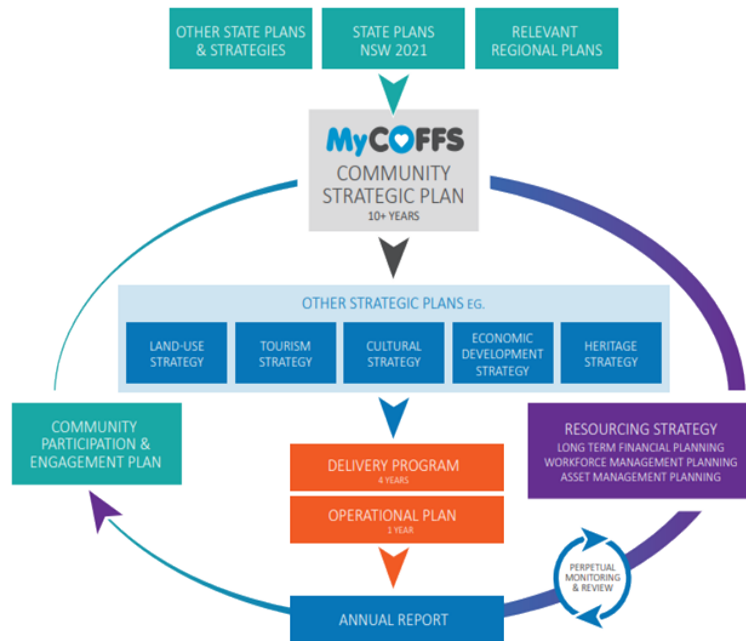 OTHER STATE PLANS
& STRATEGIES
STATE PLANS
NSW 2021
RELEVANT
REGIONAL PLANS
MyCOFFS
COMMUNITY
STRATEGIC PLAN
10+ YEARS
OTHER STRATEGIC PLANS EG.
LAND-USE
STRATEGY
TOURISM
STRATEGY
CULTURAL
STRATEGY
ECONOMIC
DEVELOPMENT
STRATEGY
HERITAGE
STRATEGY
COMMUNITY
PARTICIPATION &
ENGAGEMENT PLAN
RESOURCING STRATEGY
LONG TERM FINANCIAL PLANNING
WORKFORCE MANAGEMENT PLANNING
ASSET MANAGEMENT PLANNING
DELIVERY PROGRAM
4 YEARS
OPERATIONAL PLAN
1 YEAR
PERPETUAL
MONITORING
& REVIEW
ANNUAL REPORT